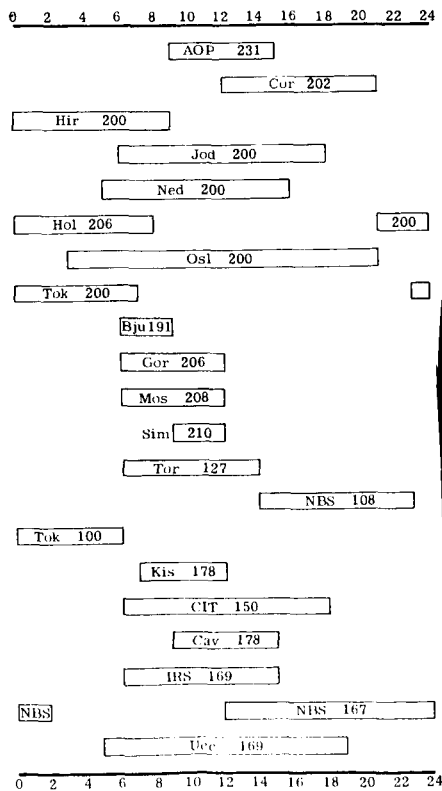 0 2 4 6 8 10 12 14 16 18 20 22 24
AOP 231
Cor 202
Hir 200
Jod 200
Ned 200
Hol 206 200
Osl 200
Tok 200
Bju191
Gor 206
Mos 208
Sim 210
Tor 127
NBS 108
Tok 100
Kis 178
CIT 150
Cav 178
IRS 169
NBS NBS 167
Ucc 169
0 2 4 6 8 10 12 14 16 18 20 22 24